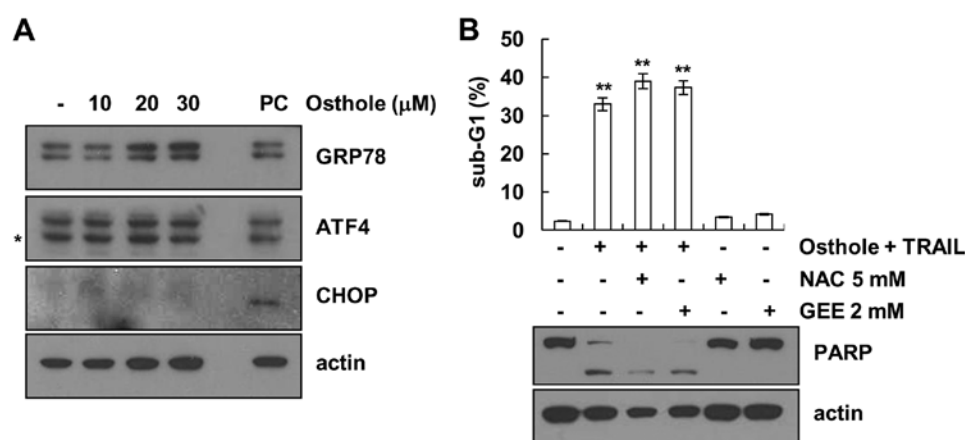 A
- 10 20 30 PC Osthole (μM)
GRP78
* ATF4
CHOP
actin
B
50
40
30
20
10
0
sub-G1 (%)
** ** **
- + + + - - Osthole + TRAIL
- - + - + - NAC 5 mM
- - - + - + GEE 2 mM
PARP
actin